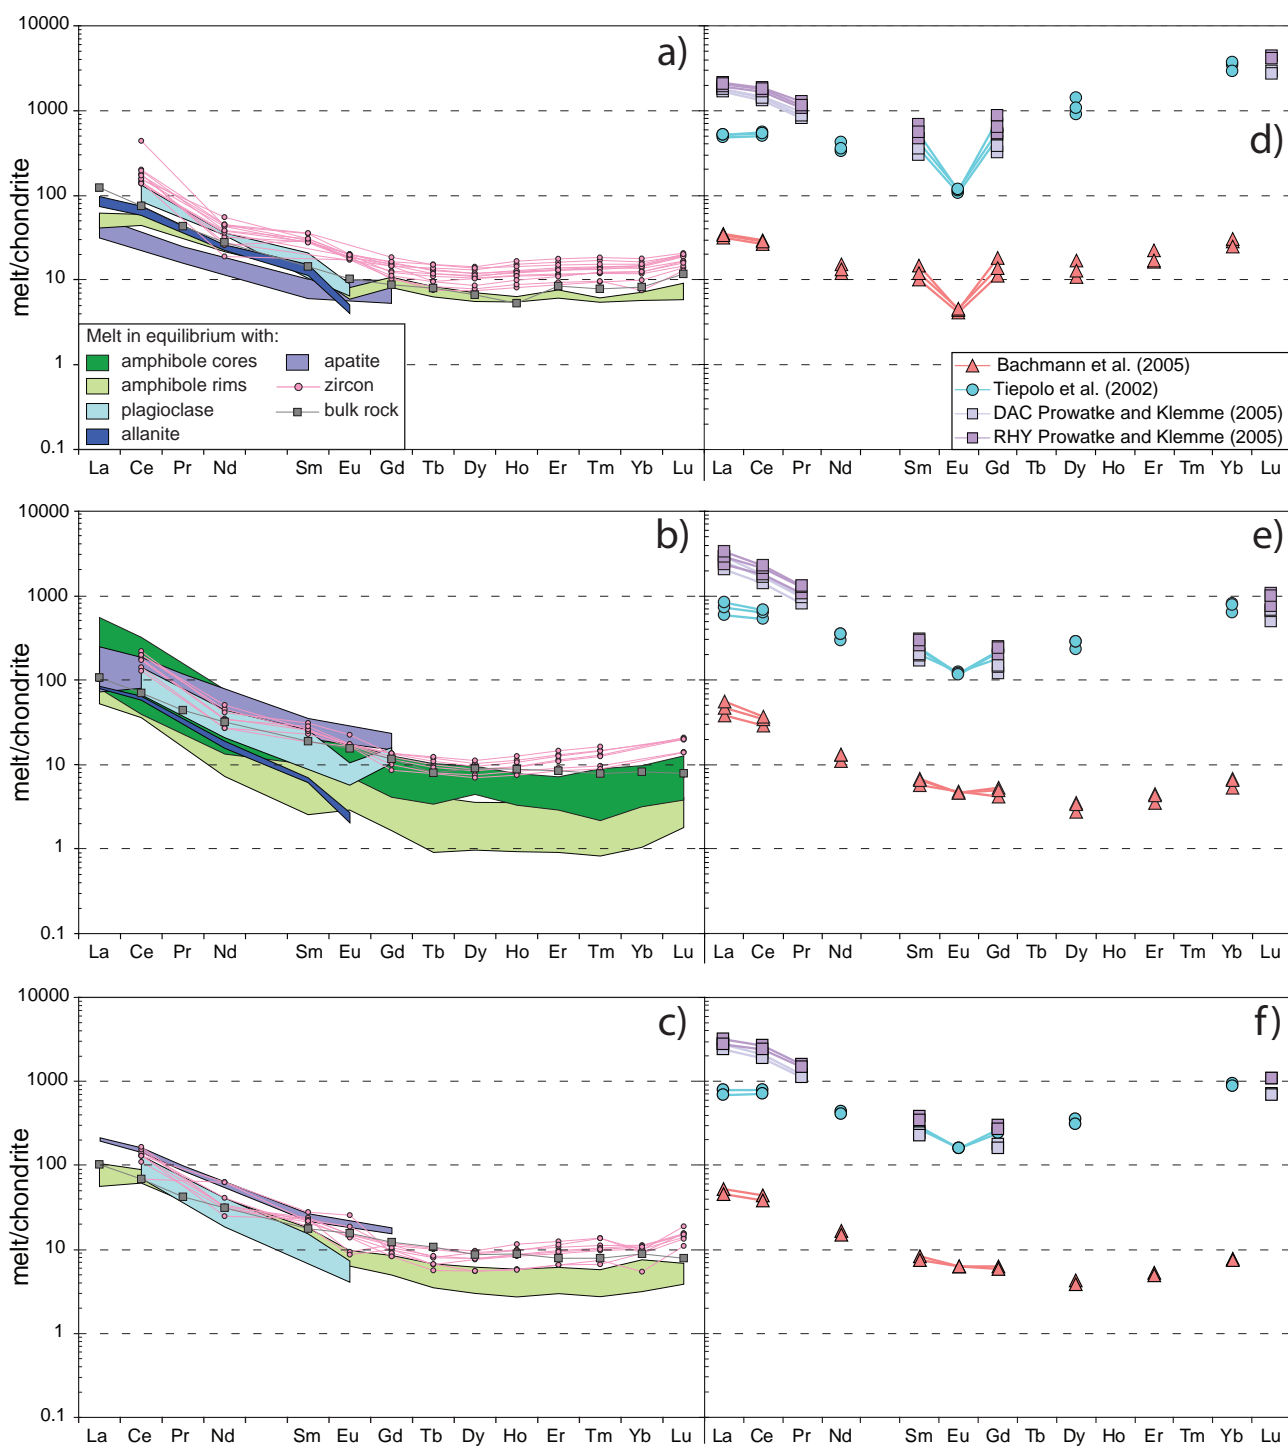 10000
1000
100
10
1
0.1
melt/chondrite
a)
d)
Melt in equilibrium with:
amphibole cores
apatite
amphibole rims
zircon
plagioclase
bulk rock
allanite
Bachmann et al. (2005)
Tiepolo et al. (2002)
DAC Prowatke and Klemme (2005)
RHY Prowatke and Klemme (2005)
La Ce Pr Nd Sm Eu Gd Tb Dy Ho Er Tm Yb Lu
La Ce Pr Nd Sm Eu Gd Tb Dy Ho Er Tm Yb Lu
10000
1000
100
10
1
0.1
melt/chondrite
b)
e)
La Ce Pr Nd Sm Eu Gd Tb Dy Ho Er Tm Yb Lu
La Ce Pr Nd Sm Eu Gd Tb Dy Ho Er Tm Yb Lu
10000
1000
100
10
1
0.1
melt/chondrite
c)
f)
La Ce Pr Nd Sm Eu Gd Tb Dy Ho Er Tm Yb Lu
La Ce Pr Nd Sm Eu Gd Tb Dy Ho Er Tm Yb Lu